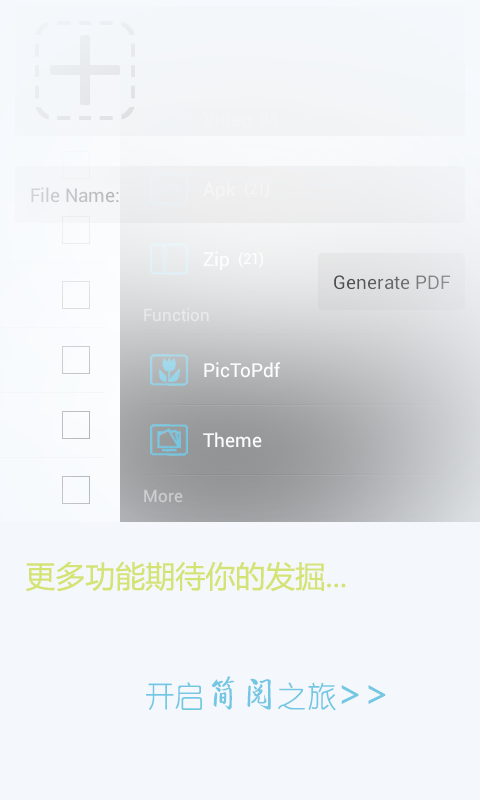 Apk (21)
File Name:
Zip (21)
Generate PDF
Function
PicToPdf
Theme
More
更多功能期待你的发掘...
开启简阅之旅>>